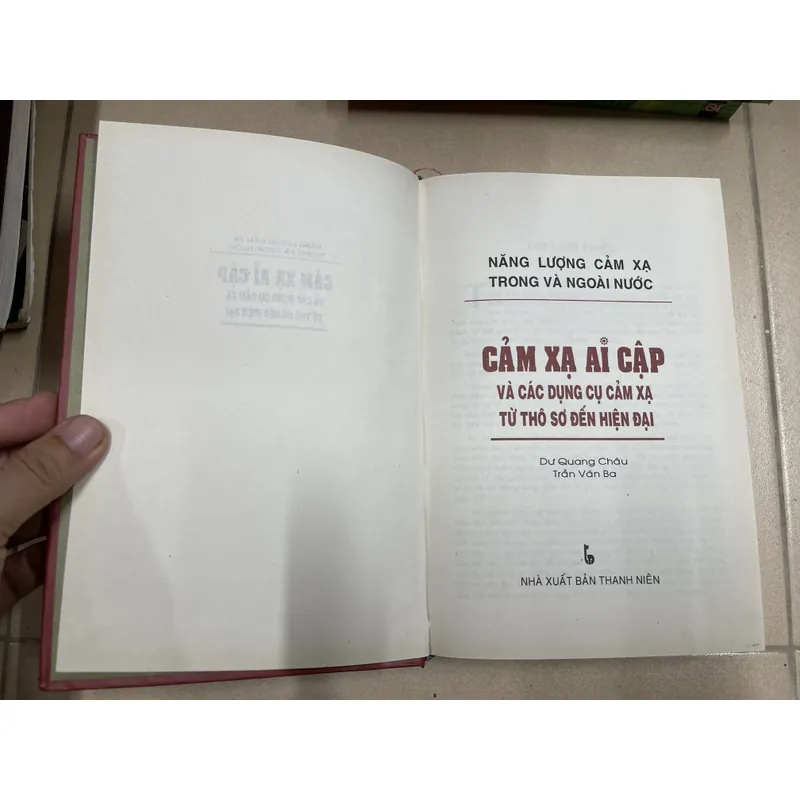 NĂNG LƯỢNG CẢM XẠ
TRONG VÀ NGOÀI NƯỚC
CẢM XẠ AI CẬP
VÀ CÁC DỤNG CỤ CẢM XẠ
TỪ THÔ SƠ ĐẾN HIỆN ĐẠI
Dư Quang Châu
Trần Văn Ba
NHÀ XUẤT BẢN THANH NIÊN